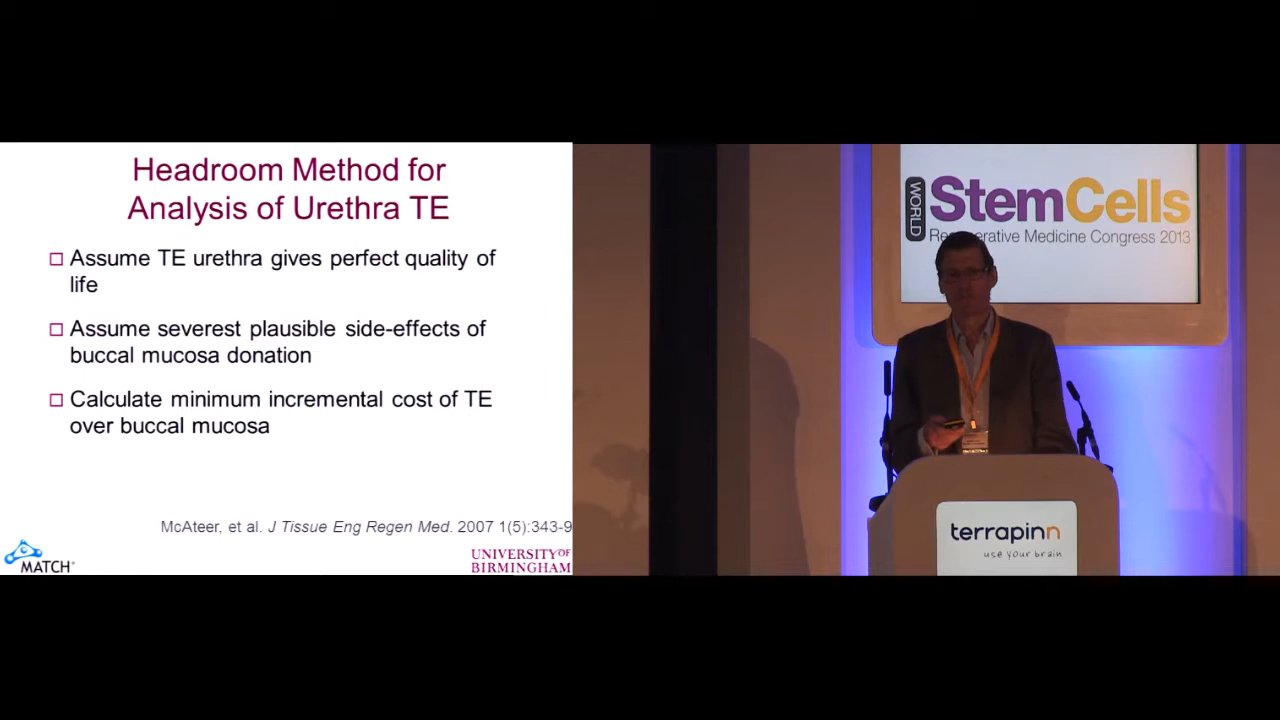 Headroom Method for
Analysis of Urethra TE
Assume TE urethra gives perfect quality of
life
Assume severest plausible side-effects of
buccal mucosa donation
Calculate minimum incremental cost of TE
over buccal mucosa
McAteer, et al. J Tissue Eng Regen Med. 2007 1(5):343-9
MATCH
UNIVERSITY OF
BIRMINGHAM
WORLD
StemCells
Regenerative Medicine Congress 2013
terrapinn
use your brain